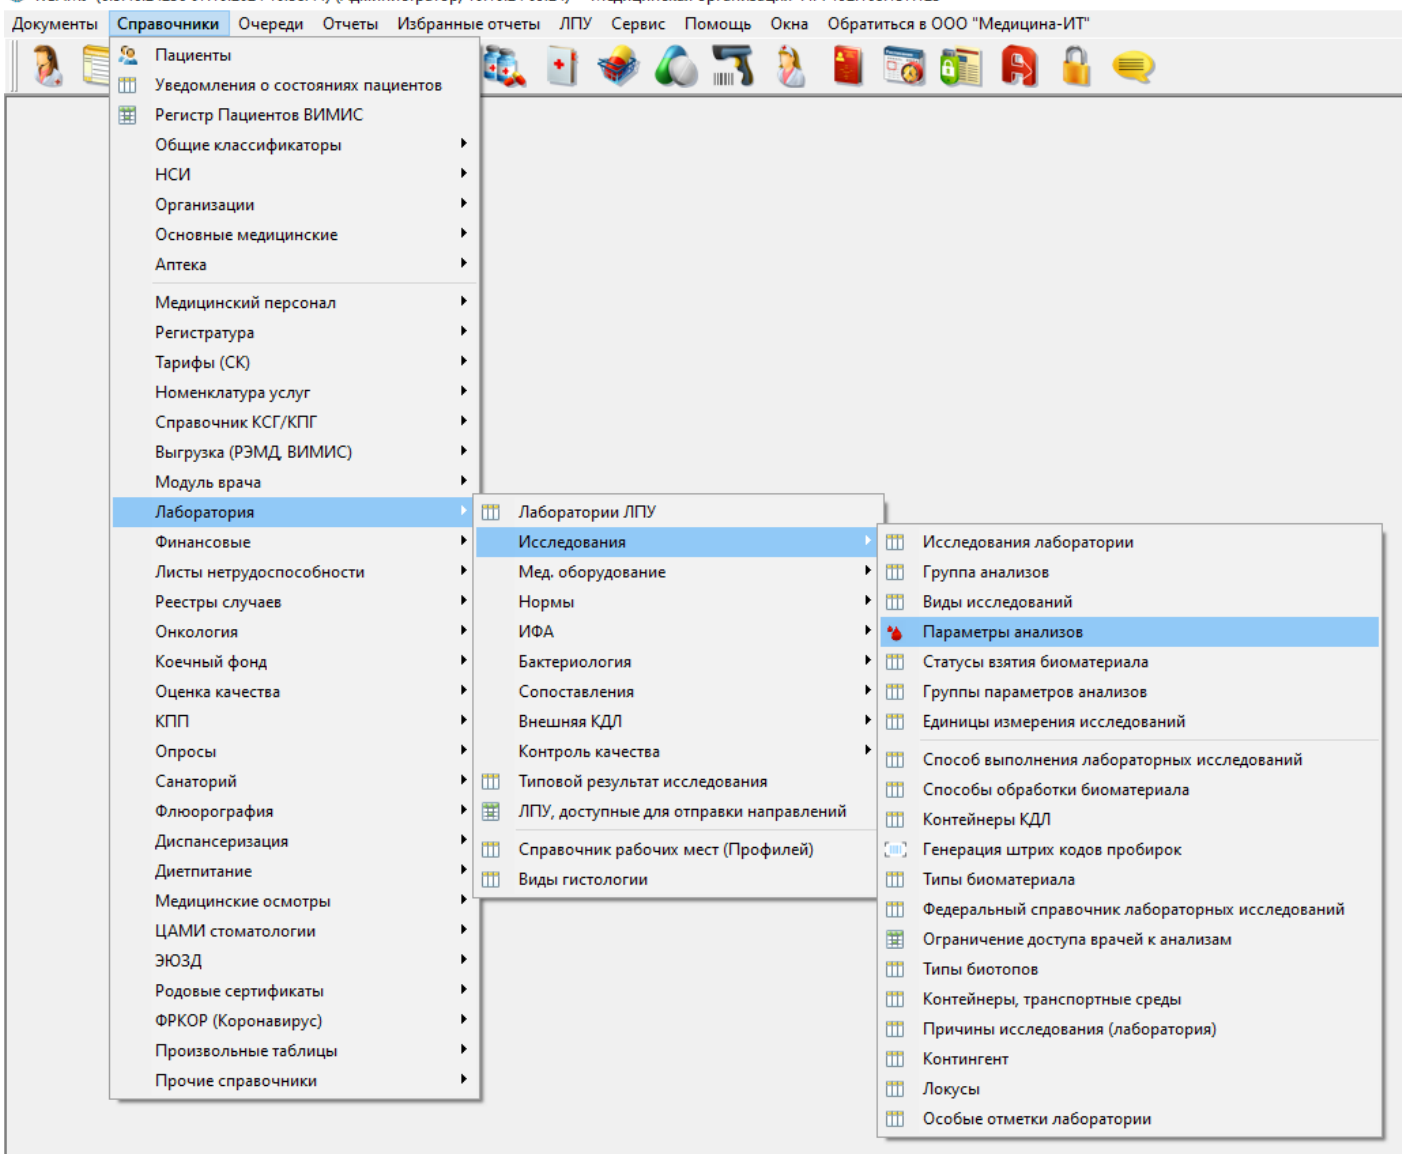 Документы Справочники Очереди Отчеты Избранные отчеты ЛПУ Сервис Помощь Окна Обратиться в ООО "Медицина-ИТ"
Пациенты
Уведомления о состояниях пациентов
Регистр Пациентов ВИМИС
Общие классификаторы
НСИ
Организации
Основные медицинские
Аптека
Медицинский персонал
Регистратура
Тарифы (СК)
Номенклатура услуг
Справочник КСГ/КПГ
Выгрузка (РЭМД, ВИМИС)
Модуль врача
Лаборатория
Финансовые
Листы нетрудоспособности
Реестры случаев
Онкология
Коечный фонд
Оценка качества
КПП
Опросы
Санаторий
Флюорография
Диспансеризация
Диетпитание
Медицинские осмотры
ЦАМИ стоматологии
ЭЮЗД
Родовые сертификаты
ФРКОР (Коронавирус)
Произвольные таблицы
Прочие справочники
Лаборатории ЛПУ
Исследования
Мед. оборудование
Нормы
ИФА
Бактериология
Сопоставления
Внешняя КДЛ
Контроль качества
Типовой результат исследования
ЛПУ, доступные для отправки направлений
Справочник рабочих мест (Профилей)
Виды гистологии
Исследования лаборатории
Группа анализов
Виды исследований
Параметры анализов
Статусы взятия биоматериала
Группы параметров анализов
Единицы измерения исследований
Способ выполнения лабораторных исследований
Способы обработки биоматериала
Контейнеры КДЛ
Генерация штрих кодов пробирок
Типы биоматериала
Федеральный справочник лабораторных исследований
Ограничение доступа врачей к анализам
Типы биотопов
Контейнеры, транспортные среды
Причины исследования (лаборатория)
Контингент
Локусы
Особые отметки лаборатории